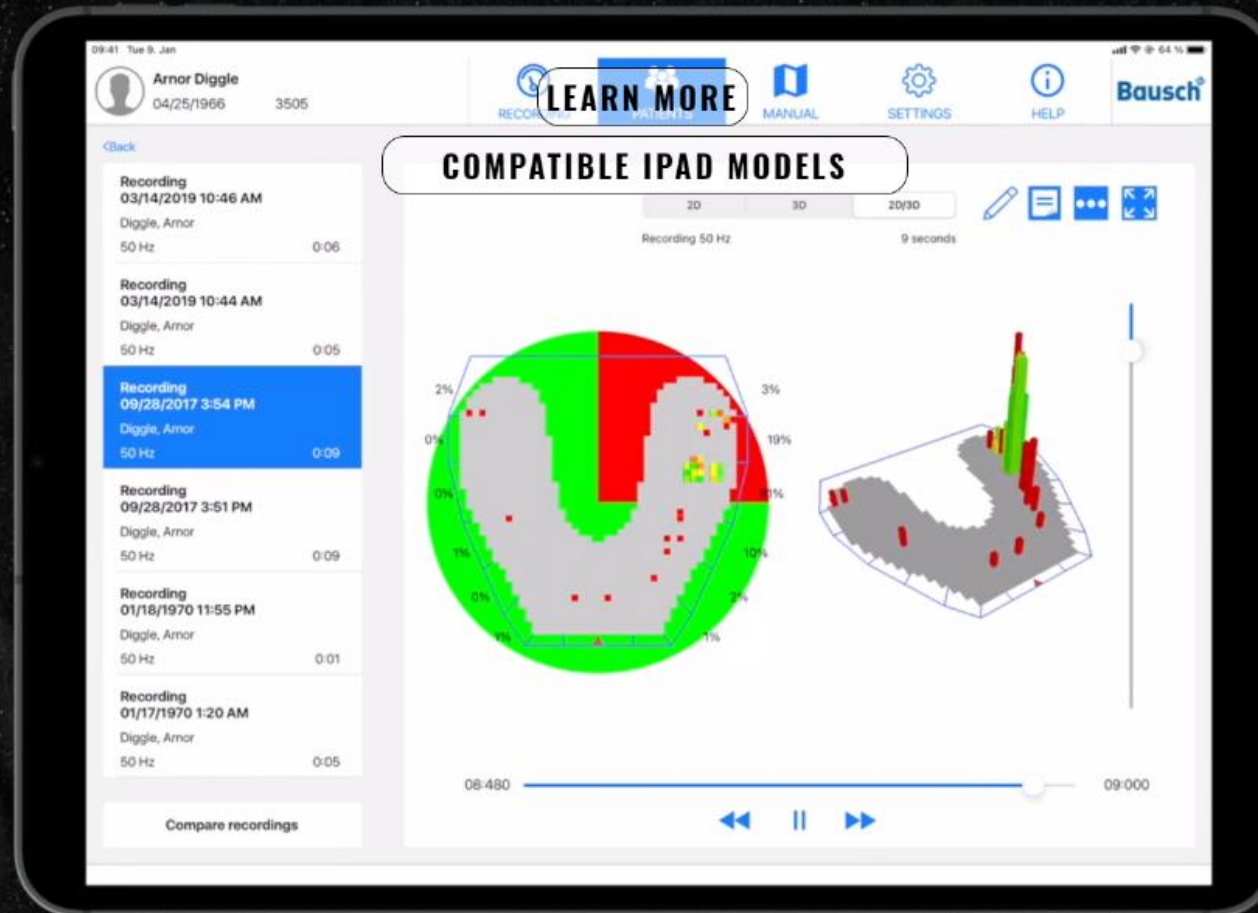 09:41 Tue 9. Jan
64 %
Arnor Diggle
04/25/1966 3505
LEARN MORE
PATIENTS
MANUAL
SETTINGS
HELP
Bausch
<Back
COMPATIBLE IPAD MODELS
Recording
03/14/2019 10:46 AM
Diggle, Arnor
50 Hz 0:06
Recording
03/14/2019 10:44 AM
Diggle, Arnor
50 Hz 0:05
Recording
09/28/2017 3:54 PM
Diggle, Arnor
50 Hz 0:09
Recording
09/28/2017 3:51 PM
Diggle, Arnor
50 Hz 0:09
Recording
01/18/1970 11:55 PM
Diggle, Arnor
50 Hz 0:01
Recording
01/17/1970 1:20 AM
Diggle, Arnor
50 Hz 0:05
Compare recordings
2D 3D 2D/3D
Recording 50 Hz 9 seconds
2% 3%
0% 19%
0%
1% 10%
0% 2%
1% 1%
08:480 09:000